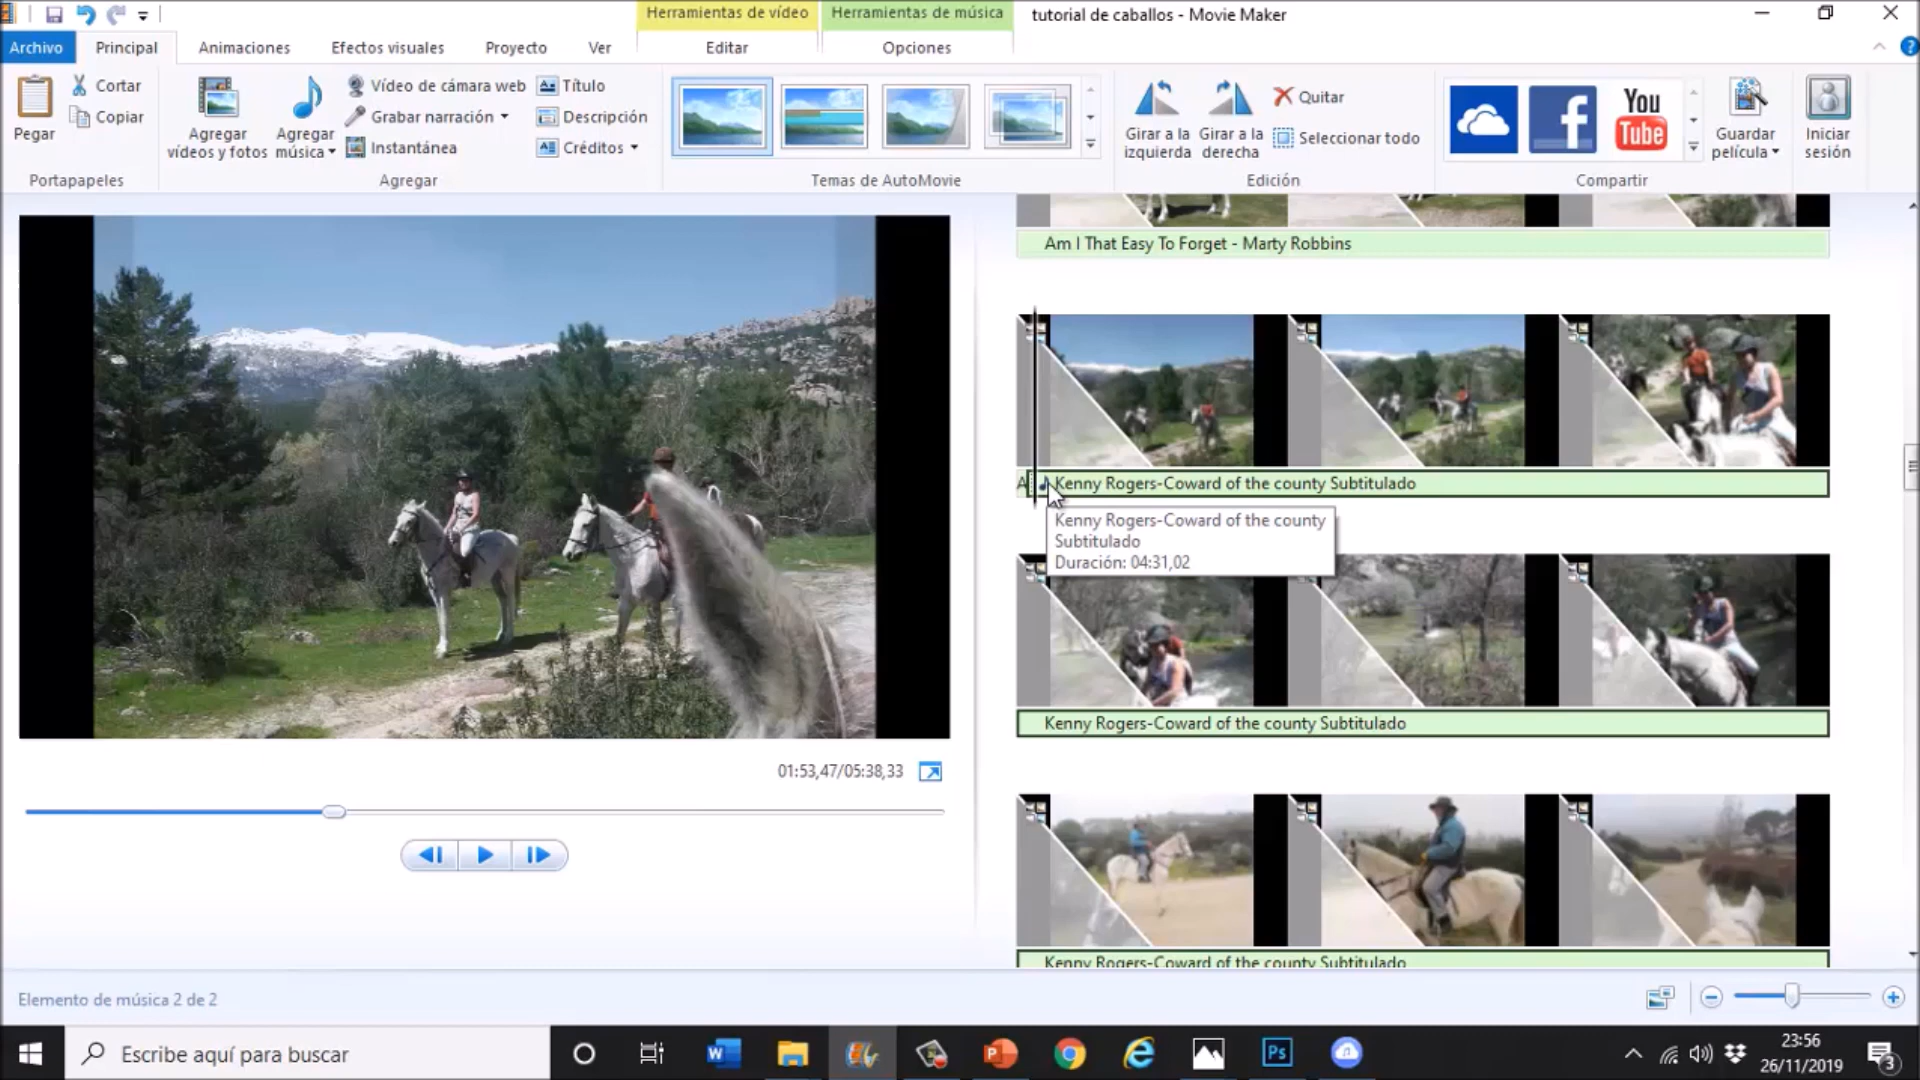 Herramientas de vídeo
Herramientas de música
tutorial de caballos - Movie Maker
Archivo
Principal
Animaciones
Efectos visuales
Proyecto
Ver
Editar
Opciones
Pegar
Cortar
Copiar
Portapapeles
Agregar
vídeos y fotos
Agregar
música
Vídeo de cámara web
Grabar narración
Instantánea
Título
Descripción
Créditos
Agregar
Temas de AutoMovie
Girar a la
izquierda
Girar a la
derecha
Quitar
Seleccionar todo
Edición
f
You
Tube
Compartir
Guardar
película
Iniciar
sesión
Am I That Easy To Forget - Marty Robbins
A
Kenny Rogers-Coward of the county Subtitulado
Kenny Rogers-Coward of the county
Subtitulado
Duración: 04:31,02
Kenny Rogers-Coward of the county Subtitulado
Kenny Rogers-Coward of the county Subtitulado
01:53,47/05:38,33
Elemento de música 2 de 2
Escribe aquí para buscar
W
P
Ps
23:56
26/11/2019
3